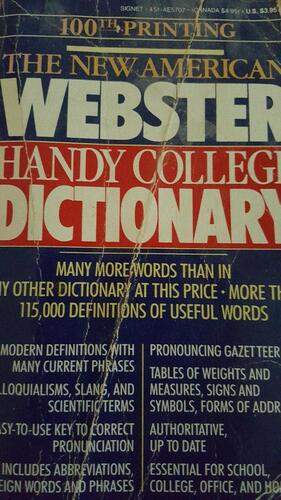 SIGNET • 451-AE5707 • (CANADA $4.95) • U.S. $3.95
100TH PRINTING
THE NEW AMERICAN
WEBSTER
HANDY COLLEGE
DICTIONARY
MANY MORE WORDS THAN IN
NY OTHER DICTIONARY AT THIS PRICE • MORE TH
115,000 DEFINITIONS OF USEFUL WORDS
MODERN DEFINITIONS WITH
MANY CURRENT PHRASES
LLOQUIALISMS, SLANG, AND
SCIENTIFIC TERMS
ASY-TO-USE KEY TO CORRECT
PRONUNCIATION
INCLUDES ABBREVIATIONS,
EIGN WORDS AND PHRASES
PRONOUNCING GAZETTEER
TABLES OF WEIGHTS AND
MEASURES, SIGNS AND
SYMBOLS, FORMS OF ADDR
AUTHORITATIVE,
UP TO DATE
ESSENTIAL FOR SCHOOL,
COLLEGE, OFFICE, AND HO